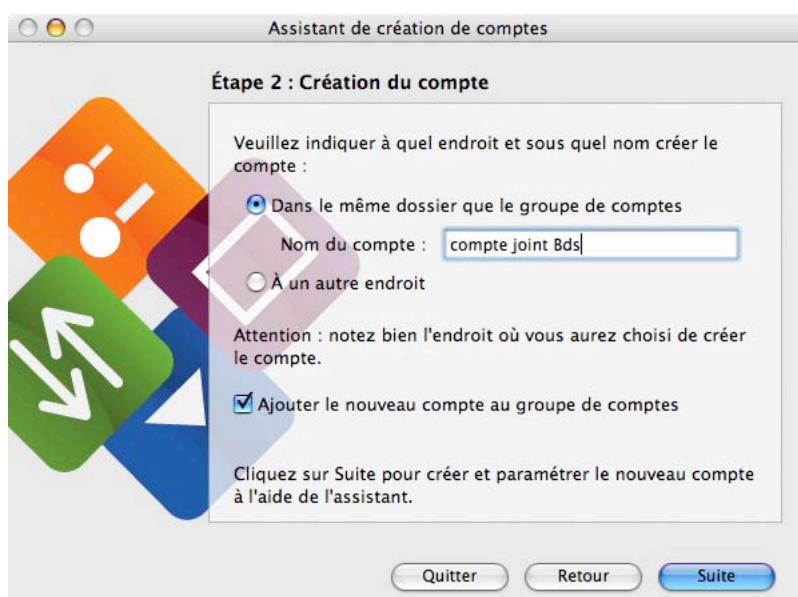 Assistant de création de comptes
Étape 2 : Création du compte
Veuillez indiquer à quel endroit et sous quel nom créer le
compte :
Dans le même dossier que le groupe de comptes
Nom du compte : compte joint Bds
À un autre endroit
Attention : notez bien l'endroit où vous aurez choisi de créer
le compte.
Ajouter le nouveau compte au groupe de comptes
Cliquez sur Suite pour créer et paramétrer le nouveau compte
à l'aide de l'assistant.
Quitter Retour Suite